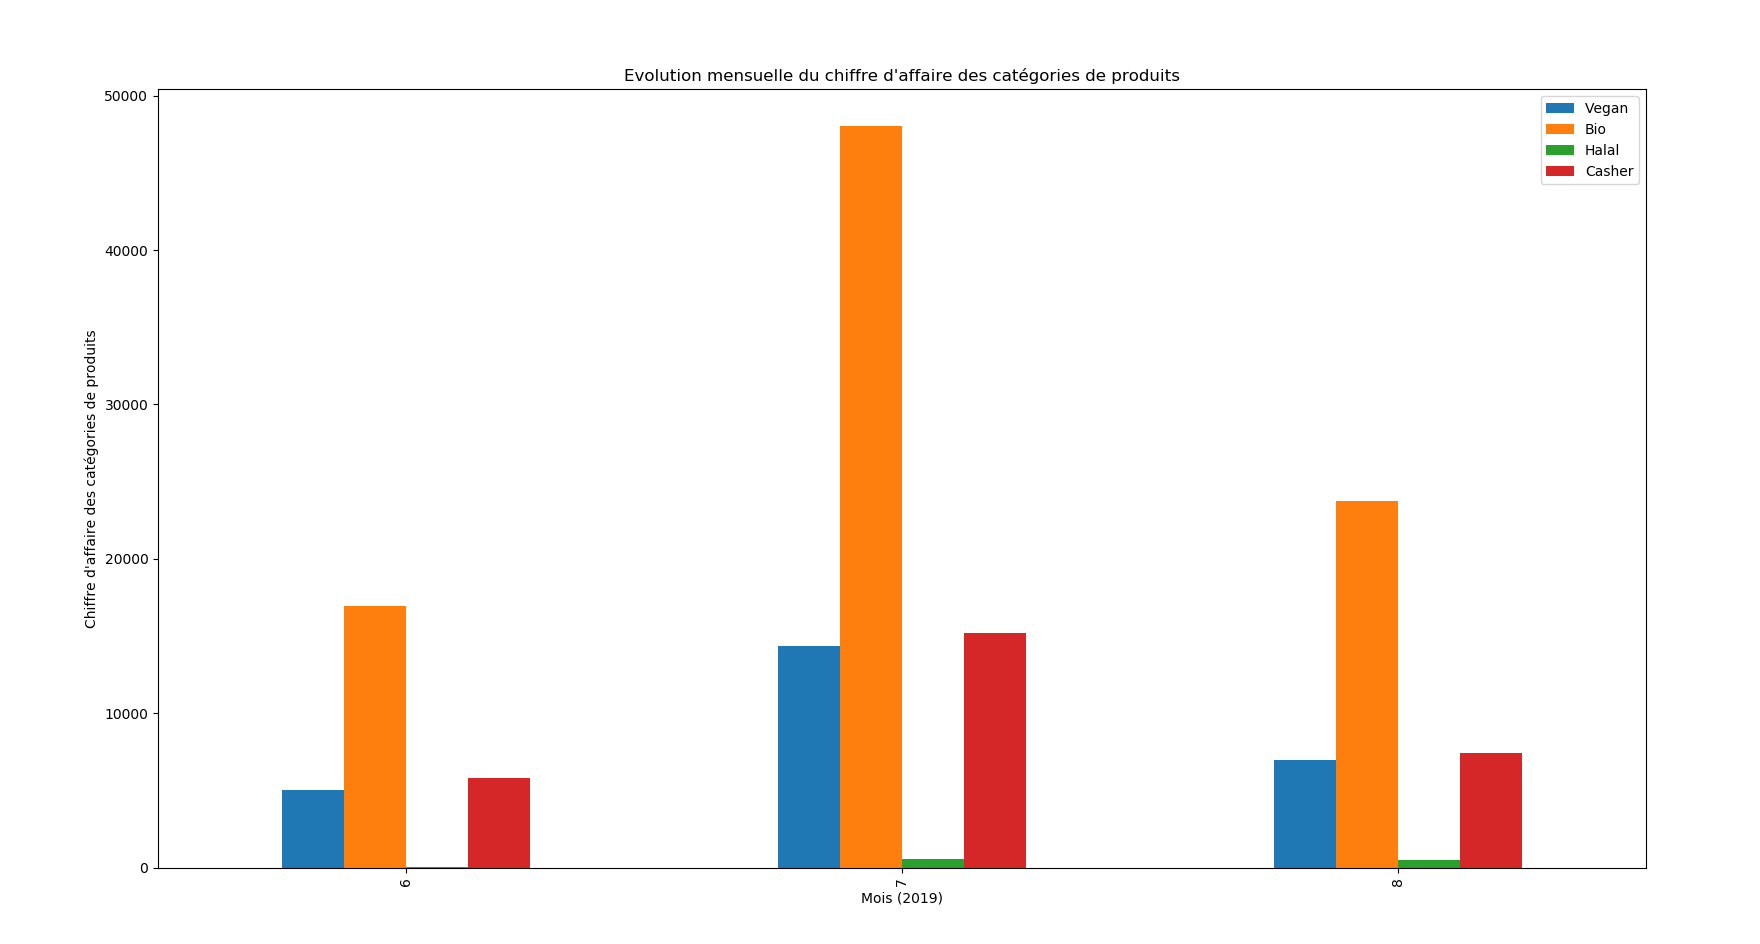 Evolution mensuelle du chiffre d'affaire des catégories de produits
50000
40000
30000
20000
10000
0
Chiffre d'affaire des catégories de produits
Vegan
Bio
Halal
Casher
6
7
8
Mois (2019)